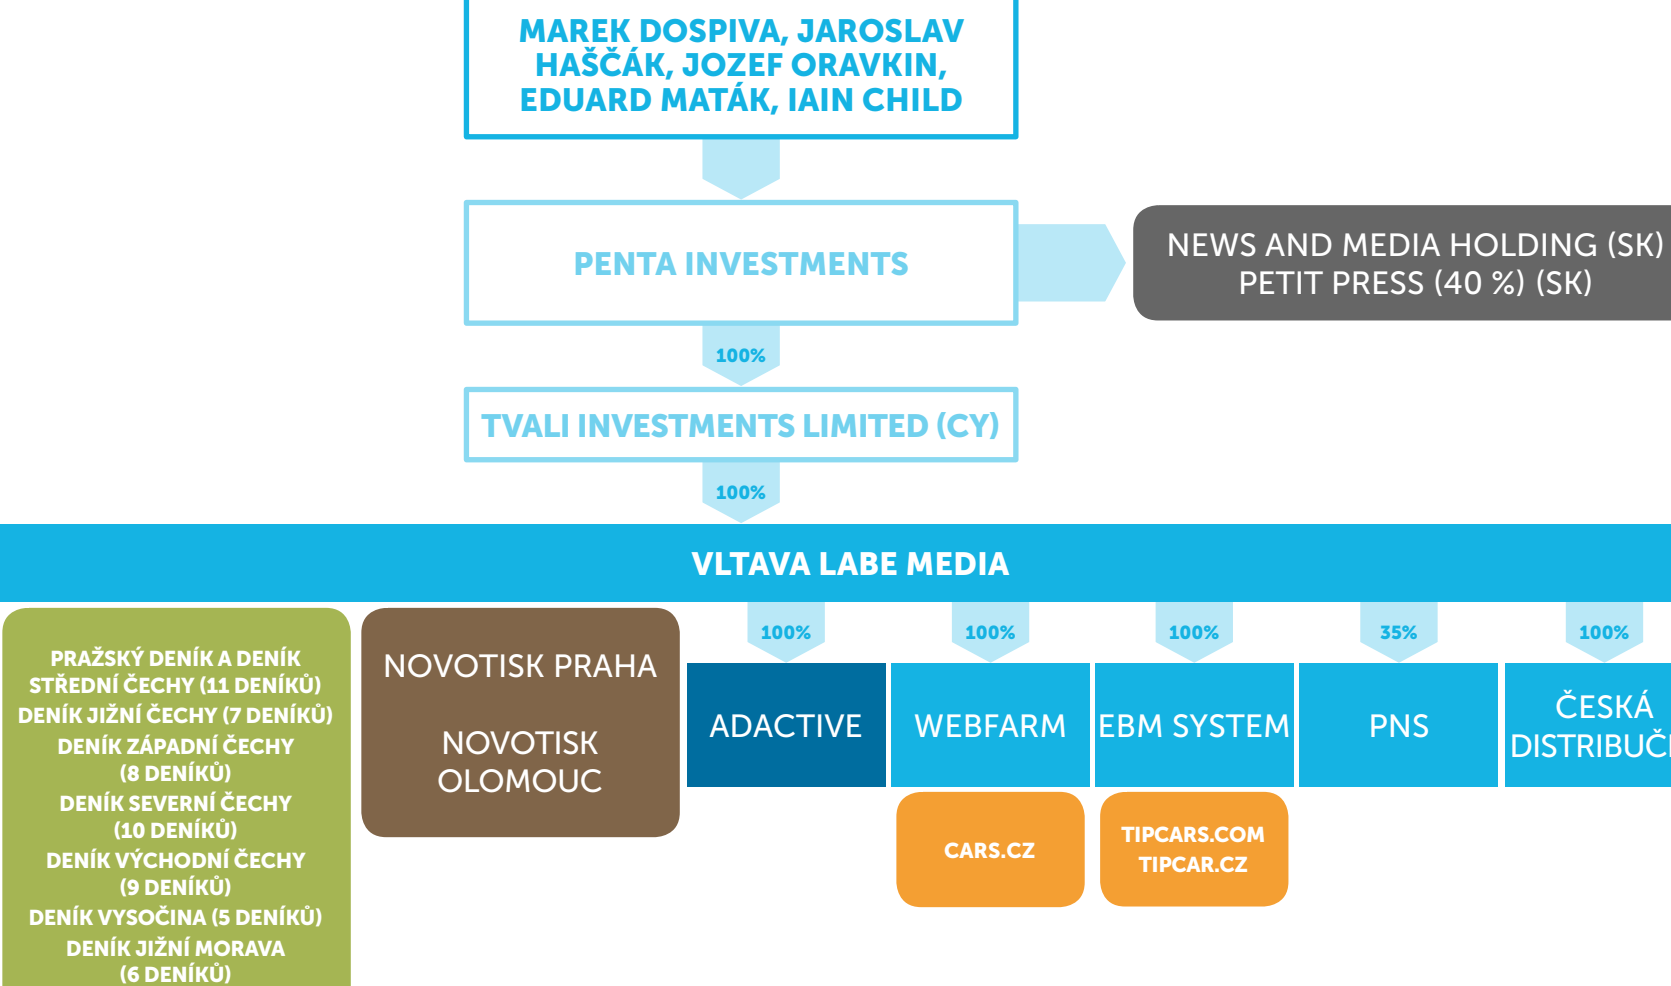 MAREK DOSPIVA, JAROSLAV
HAŠČÁK, JOZEF ORAVKIN,
EDUARD MATÁK, IAIN CHILD
PENTA INVESTMENTS
NEWS AND MEDIA HOLDING (SK)
PETIT PRESS (40 %) (SK)
100%
TVALI INVESTMENTS LIMITED (CY)
100%
VLTAVA LABE MEDIA
PRAŽSKÝ DENÍK A DENÍK
STŘEDNÍ ČECHY (11 DENÍKŮ)
DENÍK JIŽNÍ ČECHY (7 DENÍKŮ)
DENÍK ZÁPADNÍ ČECHY
(8 DENÍKŮ)
DENÍK SEVERNÍ ČECHY
(10 DENÍKŮ)
DENÍK VÝCHODNÍ ČECHY
(9 DENÍKŮ)
DENÍK VYSOČINA (5 DENÍKŮ)
DENÍK JIŽNÍ MORAVA
(6 DENÍKŮ)
NOVOTISK PRAHA
NOVOTISK
OLOMOUC
100%
ADACTIVE
100%
WEBFARM
CARS.CZ
100%
EBM SYSTEM
TIPCARS.COM
TIPCAR.CZ
35%
PNS
100%
ČESKÁ